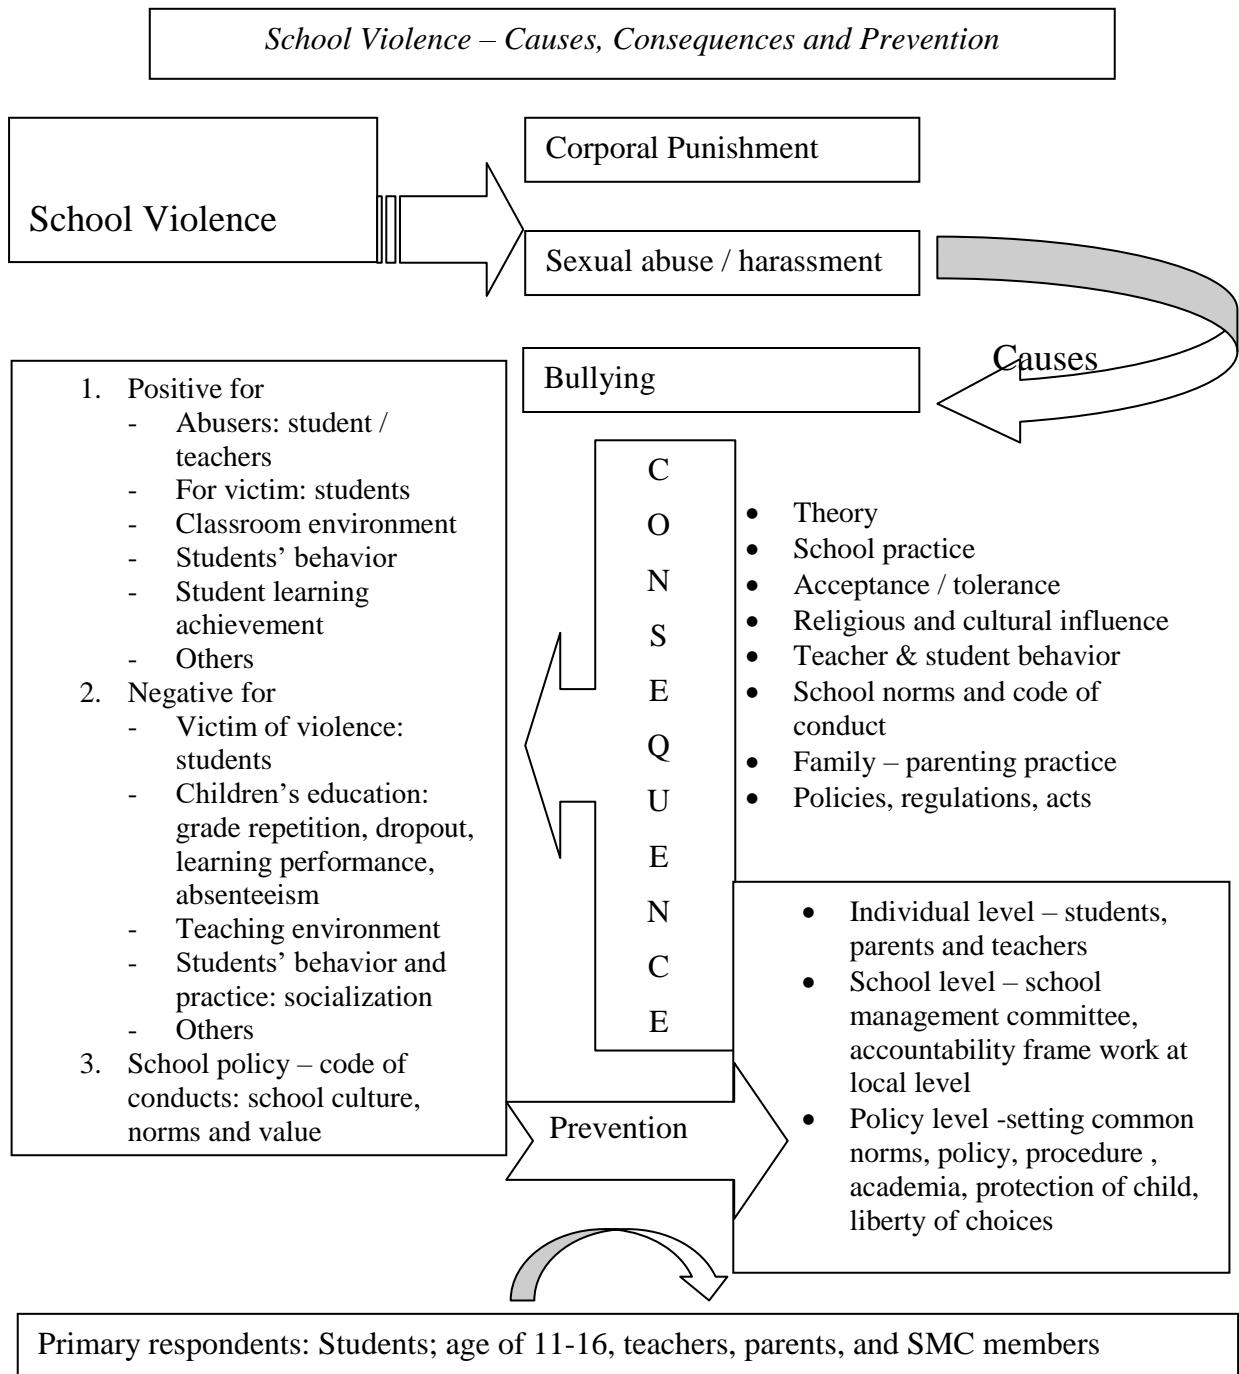 School Violence – Causes, Consequences and Prevention
School Violence
Corporal Punishment
Sexual abuse / harassment
Bullying
Causes
1. Positive for
- Abusers: student /
teachers
- For victim: students
- Classroom environment
- Students’ behavior
- Student learning
achievement
- Others
2. Negative for
- Victim of violence:
students
- Children’s education:
grade repetition, dropout,
learning performance,
absenteeism
- Teaching environment
- Students’ behavior and
practice: socialization
- Others
3. School policy – code of
conducts: school culture,
norms and value
C
O
N
S
E
Q
U
E
N
C
E
• Theory
• School practice
• Acceptance / tolerance
• Religious and cultural influence
• Teacher & student behavior
• School norms and code of
conduct
• Family – parenting practice
• Policies, regulations, acts
Prevention
• Individual level – students,
parents and teachers
• School level – school
management committee,
accountability frame work at
local level
• Policy level -setting common
norms, policy, procedure ,
academia, protection of child,
liberty of choices
Primary respondents: Students; age of 11-16, teachers, parents, and SMC members